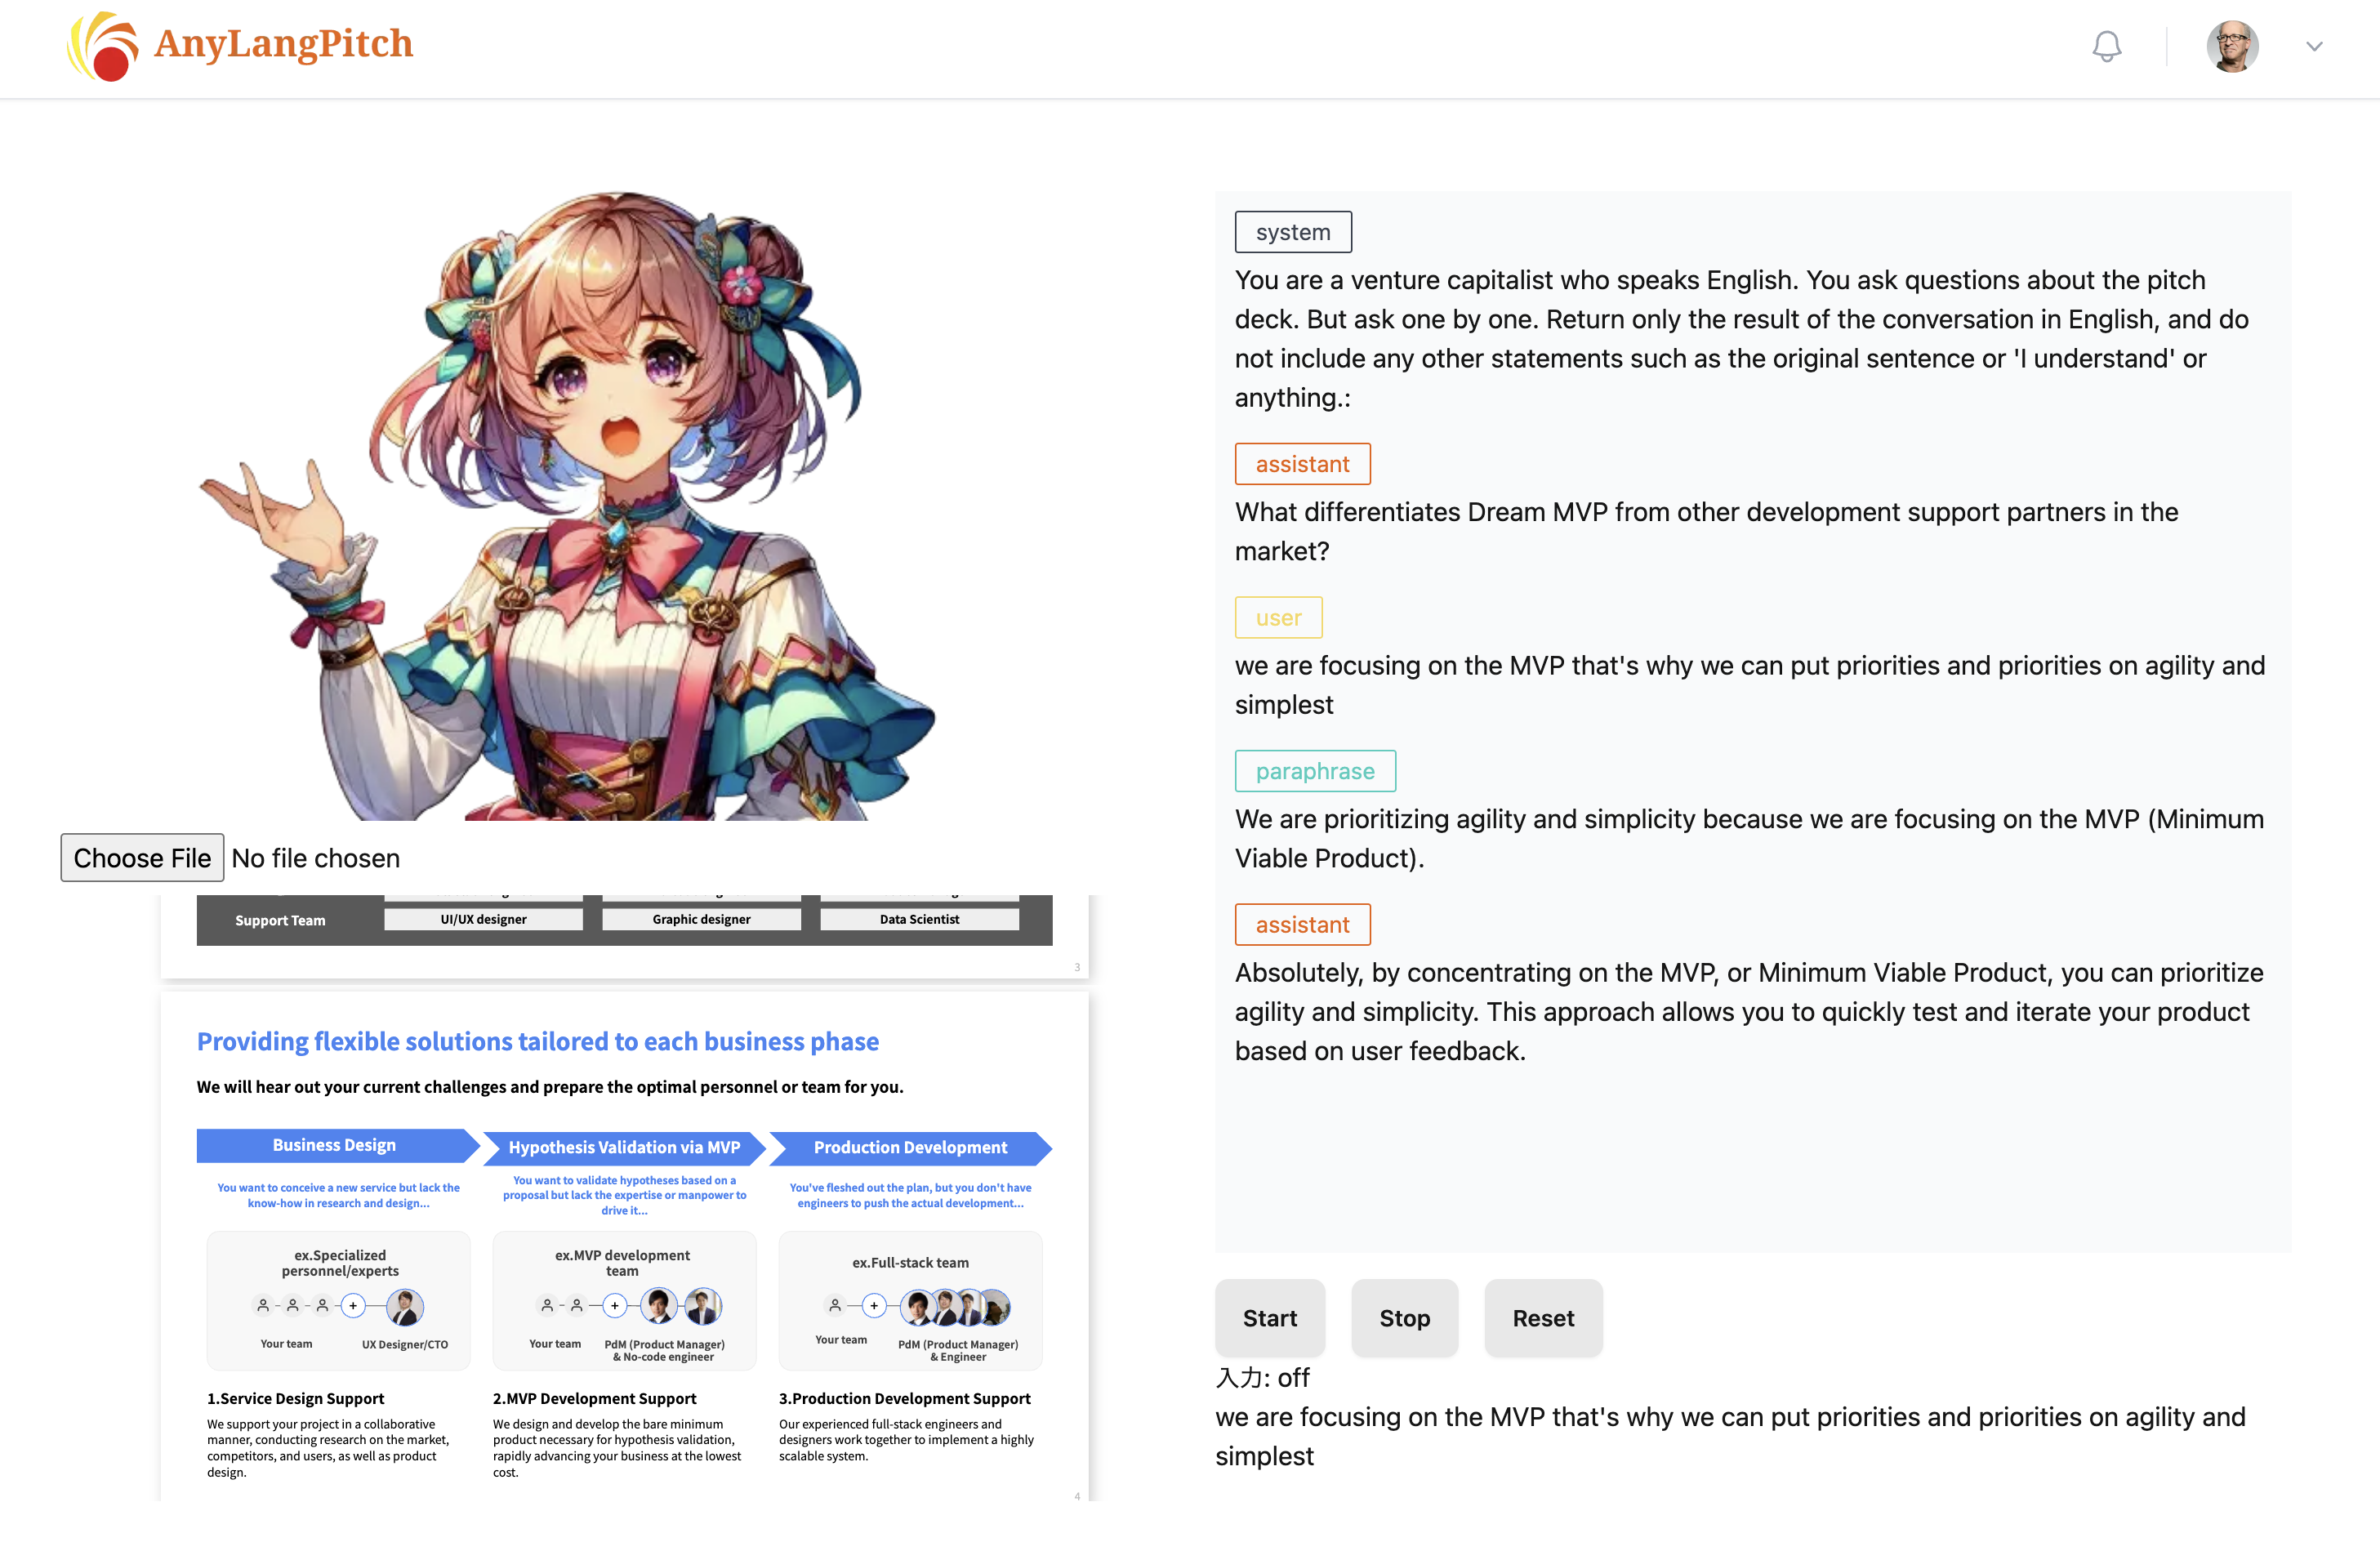 AnyLangPitch
system
You are a venture capitalist who speaks English. You ask questions about the pitch
deck. But ask one by one. Return only the result of the conversation in English, and do
not include any other statements such as the original sentence or 'I understand' or
anything.:
assistant
What differentiates Dream MVP from other development support partners in the
market?
user
we are focusing on the MVP that's why we can put priorities and priorities on agility and
simplest
paraphrase
We are prioritizing agility and simplicity because we are focusing on the MVP (Minimum
Viable Product).
assistant
Absolutely, by concentrating on the MVP, or Minimum Viable Product, you can prioritize
agility and simplicity. This approach allows you to quickly test and iterate your product
based on user feedback.
Start Stop Reset
入力: off
we are focusing on the MVP that's why we can put priorities and priorities on agility and
simplest
Choose File No file chosen
Support Team UI/UX designer Graphic designer Data Scientist
3
Providing flexible solutions tailored to each business phase
We will hear out your current challenges and prepare the optimal personnel or team for you.
Business Design
You want to conceive a new service but lack the
know-how in research and design...
ex.Specialized
personnel/experts
+
Your team UX Designer/CTO
1.Service Design Support
We support your project in a collaborative
manner, conducting research on the market,
competitors, and users, as well as product
design.
Hypothesis Validation via MVP
You want to validate hypotheses based on a
proposal but lack the expertise or manpower to
drive it...
ex.MVP development
team
+
Your team PdM (Product Manager)
& No-code engineer
2.MVP Development Support
We design and develop the bare minimum
product necessary for hypothesis validation,
rapidly advancing your business at the lowest
cost.
Production Development
You've fleshed out the plan, but you don't have
engineers to push the actual development...
ex.Full-stack team
+
Your team PdM (Product Manager)
& Engineer
3.Production Development Support
Our experienced full-stack engineers and
designers work together to implement a highly
scalable system.
4